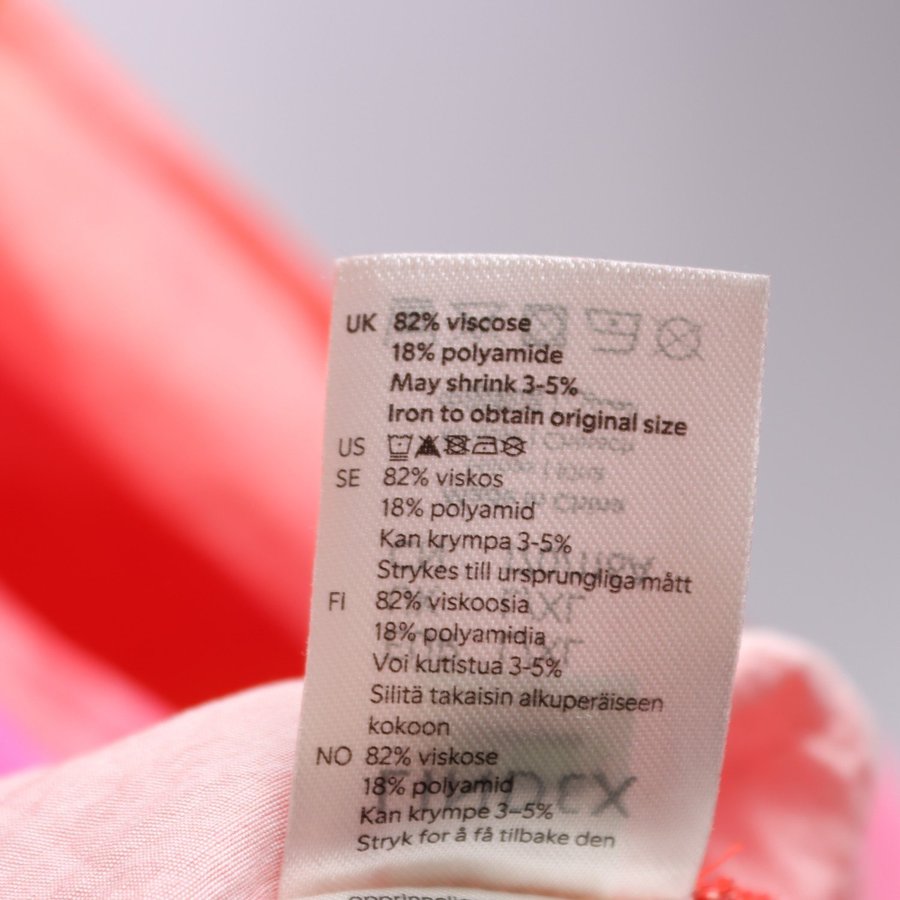 UK 82% viscose
18% polyamide
May shrink 3-5%
Iron to obtain original size
US
SE 82% viskos
18% polyamid
Kan krympa 3-5%
Strykes till ursprungliga mått
FI 82% viskoosia
18% polyamidia
Voi kutistua 3-5%
Silitä takaisin alkuperäiseen
kokoon
NO 82% viskose
18% polyamid
Kan krympe 3–5%
Stryk for å få tilbake den